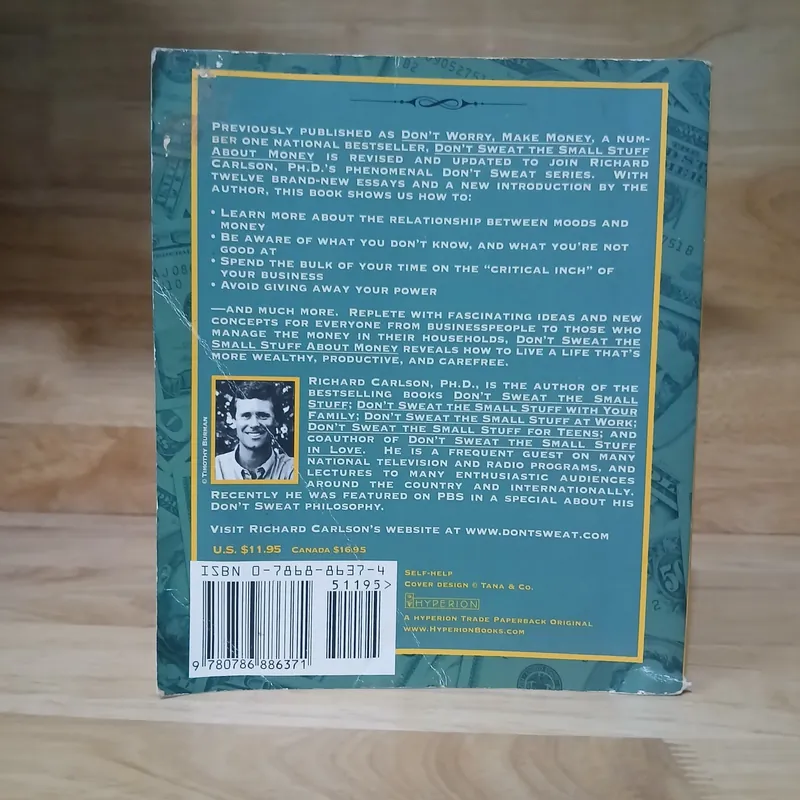 PREVIOUSLY PUBLISHED AS DON'T WORRY, MAKE MONEY, A NUM-
BER ONE NATIONAL BESTSELLER, DON'T SWEAT THE SMALL STUFF
ABOUT MONEY IS REVISED AND UPDATED TO JOIN RICHARD
CARLSON, PH.D.'S PHENOMENAL DON'T SWEAT SERIES. WITH
TWELVE BRAND-NEW ESSAYS AND A NEW INTRODUCTION BY THE
AUTHOR, THIS BOOK SHOWS US HOW TO:
• LEARN MORE ABOUT THE RELATIONSHIP BETWEEN MOODS AND
MONEY
• BE AWARE OF WHAT YOU DON'T KNOW, AND WHAT YOU'RE NOT
GOOD AT
• SPEND THE BULK OF YOUR TIME ON THE "CRITICAL INCH" OF
YOUR BUSINESS
• AVOID GIVING AWAY YOUR POWER
—AND MUCH MORE. REPLETE WITH FASCINATING IDEAS AND NEW
CONCEPTS FOR EVERYONE FROM BUSINESSPEOPLE TO THOSE WHO
MANAGE THE MONEY IN THEIR HOUSEHOLDS, DON'T SWEAT THE
SMALL STUFF ABOUT MONEY REVEALS HOW TO LIVE A LIFE THAT'S
MORE WEALTHY, PRODUCTIVE, AND CAREFREE.
© TIMOTHY BURMAN
RICHARD CARLSON, PH.D., IS THE AUTHOR OF THE
BESTSELLING BOOKS DON'T SWEAT THE SMALL
STUFF; DON'T SWEAT THE SMALL STUFF WITH YOUR
FAMILY; DON'T SWEAT THE SMALL STUFF AT WORK;
DON'T SWEAT THE SMALL STUFF FOR TEENS; AND
COAUTHOR OF DON'T SWEAT THE SMALL STUFF
IN LOVE. HE IS A FREQUENT GUEST ON MANY
NATIONAL TELEVISION AND RADIO PROGRAMS, AND
LECTURES TO MANY ENTHUSIASTIC AUDIENCES
AROUND THE COUNTRY AND INTERNATIONALLY.
RECENTLY HE WAS FEATURED ON PBS IN A SPECIAL ABOUT HIS
DON'T SWEAT PHILOSOPHY.
VISIT RICHARD CARLSON'S WEBSITE AT WWW.DONTSWEAT.COM
U.S. $11.95 CANADA $16.95
ISBN 0-7868-8637-4
51195>
9 780786 886371
SELF-HELP
COVER DESIGN © TANA & CO.
HYPERION
A HYPERION TRADE PAPERBACK ORIGINAL
WWW.HYPERIONBOOKS.COM